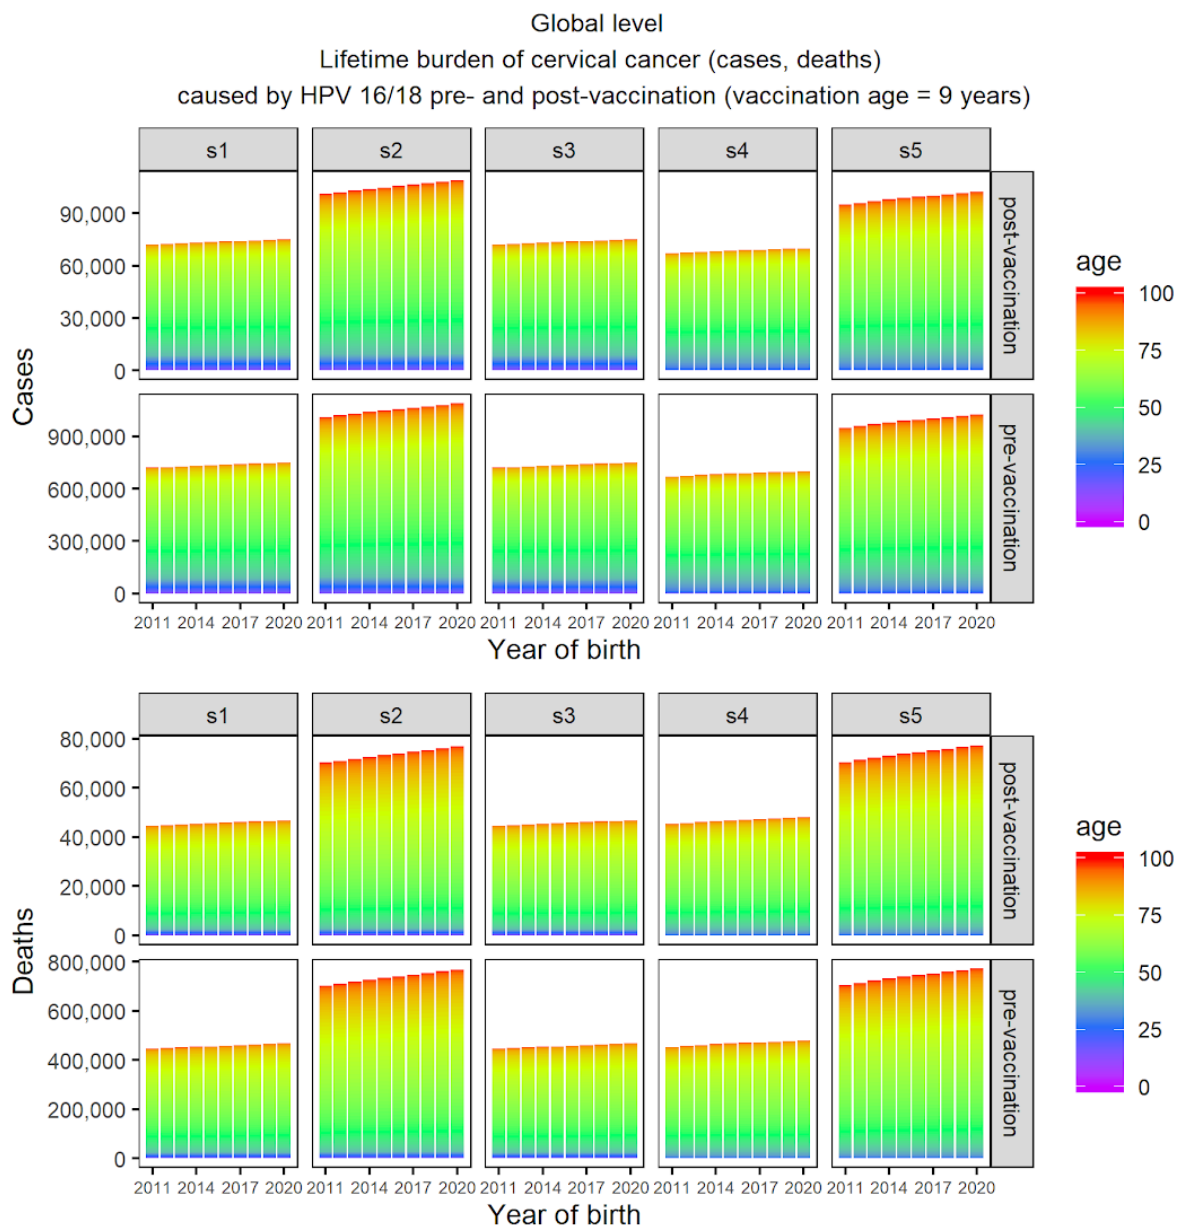 Global level
Lifetime burden of cervical cancer (cases, deaths)
caused by HPV 16/18 pre- and post-vaccination (vaccination age = 9 years)
s1 s2 s3 s4 s5
90,000
60,000
30,000
0
post-vaccination
Cases
900,000
600,000
300,000
0
pre-vaccination
2011 2014 2017 2020 2011 2014 2017 2020 2011 2014 2017 2020 2011 2014 2017 2020 2011 2014 2017 2020
Year of birth
age
100
75
50
25
0
s1 s2 s3 s4 s5
80,000
60,000
40,000
20,000
0
post-vaccination
Deaths
800,000
600,000
400,000
200,000
0
pre-vaccination
2011 2014 2017 2020 2011 2014 2017 2020 2011 2014 2017 2020 2011 2014 2017 2020 2011 2014 2017 2020
Year of birth
age
100
75
50
25
0